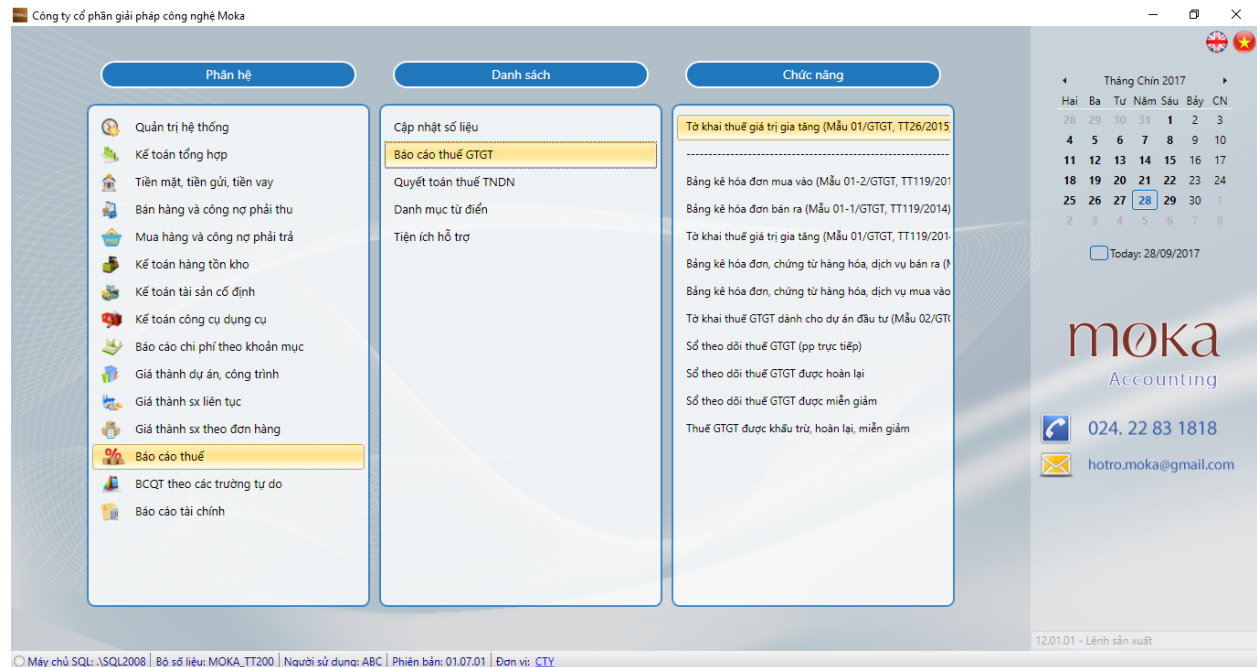 Công ty cổ phần giải pháp công nghệ Moka
Phân hệ
Quản trị hệ thống
Kế toán tổng hợp
Tiền mặt, tiền gửi, tiền vay
Bán hàng và công nợ phải thu
Mua hàng và công nợ phải trả
Kế toán hàng tồn kho
Kế toán tài sản cố định
Kế toán công cụ dụng cụ
Báo cáo chi phí theo khoản mục
Giá thành dự án, công trình
Giá thành sx liên tục
Giá thành sx theo đơn hàng
Báo cáo thuế
BCQT theo các trường tự do
Báo cáo tài chính
Danh sách
Cập nhật số liệu
Báo cáo thuế GTGT
Quyết toán thuế TNDN
Danh mục từ điển
Tiện ích hỗ trợ
Chức năng
Tờ khai thuế giá trị gia tăng (Mẫu 01/GTGT, TT26/2015)
----------------------------------------------------------------
Bảng kê hóa đơn mua vào (Mẫu 01-2/GTGT, TT119/201
Bảng kê hóa đơn bán ra (Mẫu 01-1/GTGT, TT119/2014)
Tờ khai thuế giá trị gia tăng (Mẫu 01/GTGT, TT119/201
Bảng kê hóa đơn, chứng từ hàng hóa, dịch vụ bán ra (M
Bảng kê hóa đơn, chứng từ hàng hóa, dịch vụ mua vào
Tờ khai thuế GTGT dành cho dự án đầu tư (Mẫu 02/GTG
Sổ theo dõi thuế GTGT (pp trực tiếp)
Sổ theo dõi thuế GTGT được hoàn lại
Sổ theo dõi thuế GTGT được miễn giảm
Thuế GTGT được khấu trừ, hoàn lại, miễn giảm
Tháng Chín 2017
Hai Ba Tư Năm Sáu Bảy CN
28 29 30 31 1 2 3
4 5 6 7 8 9 10
11 12 13 14 15 16 17
18 19 20 21 22 23 24
25 26 27 28 29 30 1
2 3 4 5 6 7 8
Today: 28/09/2017
moka
Accounting
024. 22 83 1818
hotro.moka@gmail.com
12.01.01 - Lệnh sản xuất
Máy chủ SQL: .\SQL2008 | Bộ số liệu: MOKA_TT200 | Người sử dụng: ABC | Phiên bản: 01.07.01 | Đơn vị: CTY